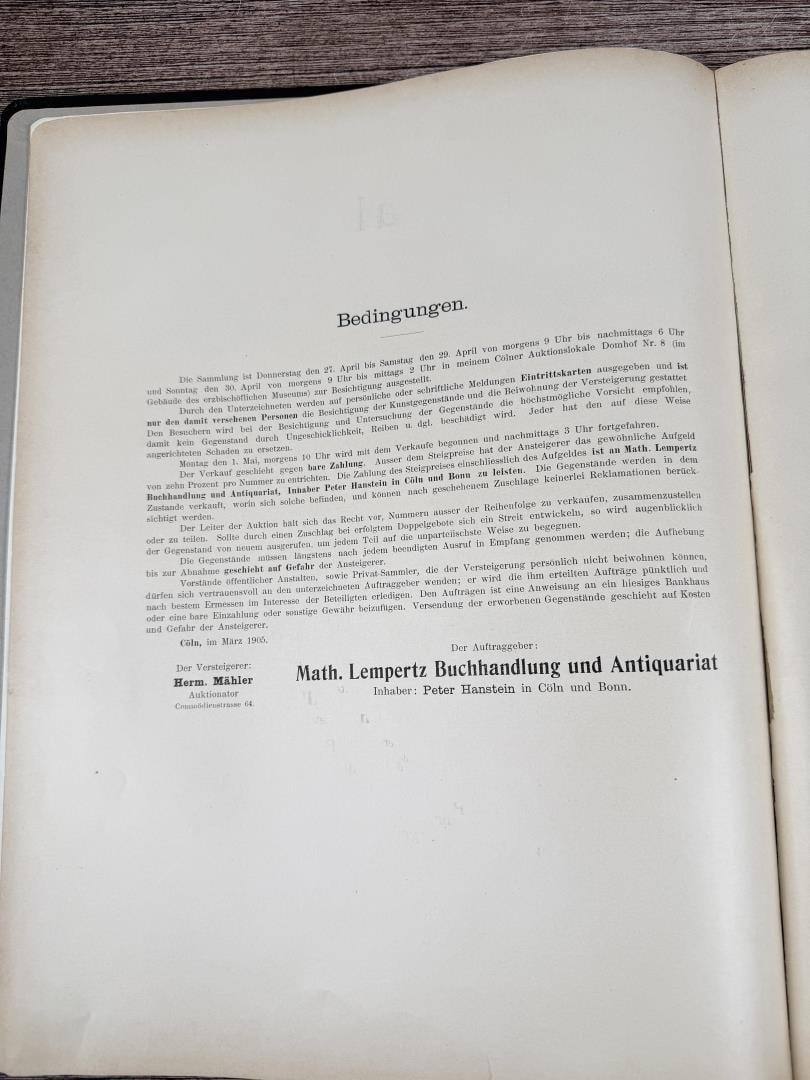 Bedingungen.
Die Sammlung ist Donnerstag den 27. April bis Samstag den 29. April von morgens 9 Uhr bis nachmittags 6 Uhr
und Sonntag den 30. April von morgens 9 Uhr bis mittags 2 Uhr in meinem Cölner Auktionslokale Domhof Nr. 8 (im
Gebäude des erzbischöflichen Museums) zur Besichtigung ausgestellt.
Durch den Unterzeichneten werden auf persönliche oder schriftliche Meldungen Eintrittskarten ausgegeben und ist
nur den damit versehenen Personen die Besichtigung der Kunstgegenstände und die Beiwohnung der Versteigerung gestattet
Den Besuchern wird bei der Besichtigung und Untersuchung der Gegenstände die höchstmögliche Vorsicht empfohlen,
damit kein Gegenstand durch Ungeschicklichkeit, Reiben u. dgl. beschädigt wird. Jeder hat den auf diese Weise
angerichteten Schaden zu ersetzen.
Montag den 1. Mai, morgens 10 Uhr wird mit dem Verkaufe begonnen und nachmittags 3 Uhr fortgefahren.
Der Verkauf geschieht gegen bare Zahlung. Ausser dem Steigpreise hat der Ansteigerer das gewöhnliche Aufgeld
von zehn Prozent pro Nummer zu entrichten. Die Zahlung des Steigpreises einschliesslich des Aufgeldes ist an Math. Lempertz
Buchhandlung und Antiquariat, Inhaber Peter Hanstein in Cöln und Bonn zu leisten. Die Gegenstände werden in dem
Zustande verkauft, worin sich solche befinden, und können nach geschehenem Zuschlage keinerlei Reklamationen berück-
sichtigt werden.
Der Leiter der Auktion hält sich das Recht vor, Nummern ausser der Reihenfolge zu verkaufen, zusammenzustellen
oder zu teilen. Sollte durch einen Zuschlag bei erfolgtem Doppelgebote sich ein Streit entwickeln, so wird augenblicklich
der Gegenstand von neuem ausgerufen, um jedem Teil auf die unparteiischste Weise zu begegnen.
Die Gegenstände müssen längstens nach jedem beendigten Ausruf in Empfang genommen werden; die Aufhebung
bis zur Abnahme geschieht auf Gefahr der Ansteigerer.
Vorstände öffentlicher Anstalten, sowie Privat-Sammler, die der Versteigerung persönlich nicht beiwohnen können,
dürfen sich vertrauensvoll an den unterzeichneten Auftraggeber wenden; er wird die ihm erteilten Aufträge pünktlich und
nach bestem Ermessen im Interesse der Beteiligten erledigen. Den Aufträgen ist eine Anweisung an ein hiesiges Bankhaus
oder eine bare Einzahlung oder sonstige Gewähr beizufügen. Versendung der erworbenen Gegenstände geschieht auf Kosten
und Gefahr der Ansteigerer.
Cöln, im März 1905.
Der Versteigerer:
Herm. Mähler
Auktionator
Comoedienstrasse 64.
Der Auftraggeber:
Math. Lempertz Buchhandlung und Antiquariat
Inhaber: Peter Hanstein in Cöln und Bonn.